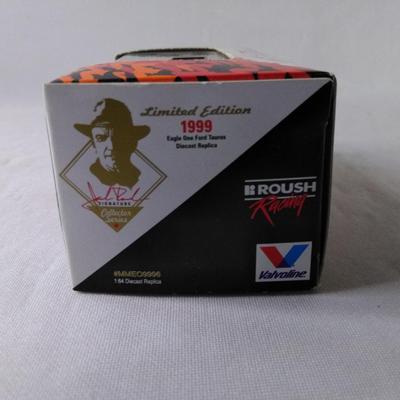 Limited Edition
1999
Eagle One Ford Taurus
Diecast Replica
SIGNATURE
Collector
Series
ROUSH
Racing
Valvoline
#MMEO9996
1:64 Diecast Replica